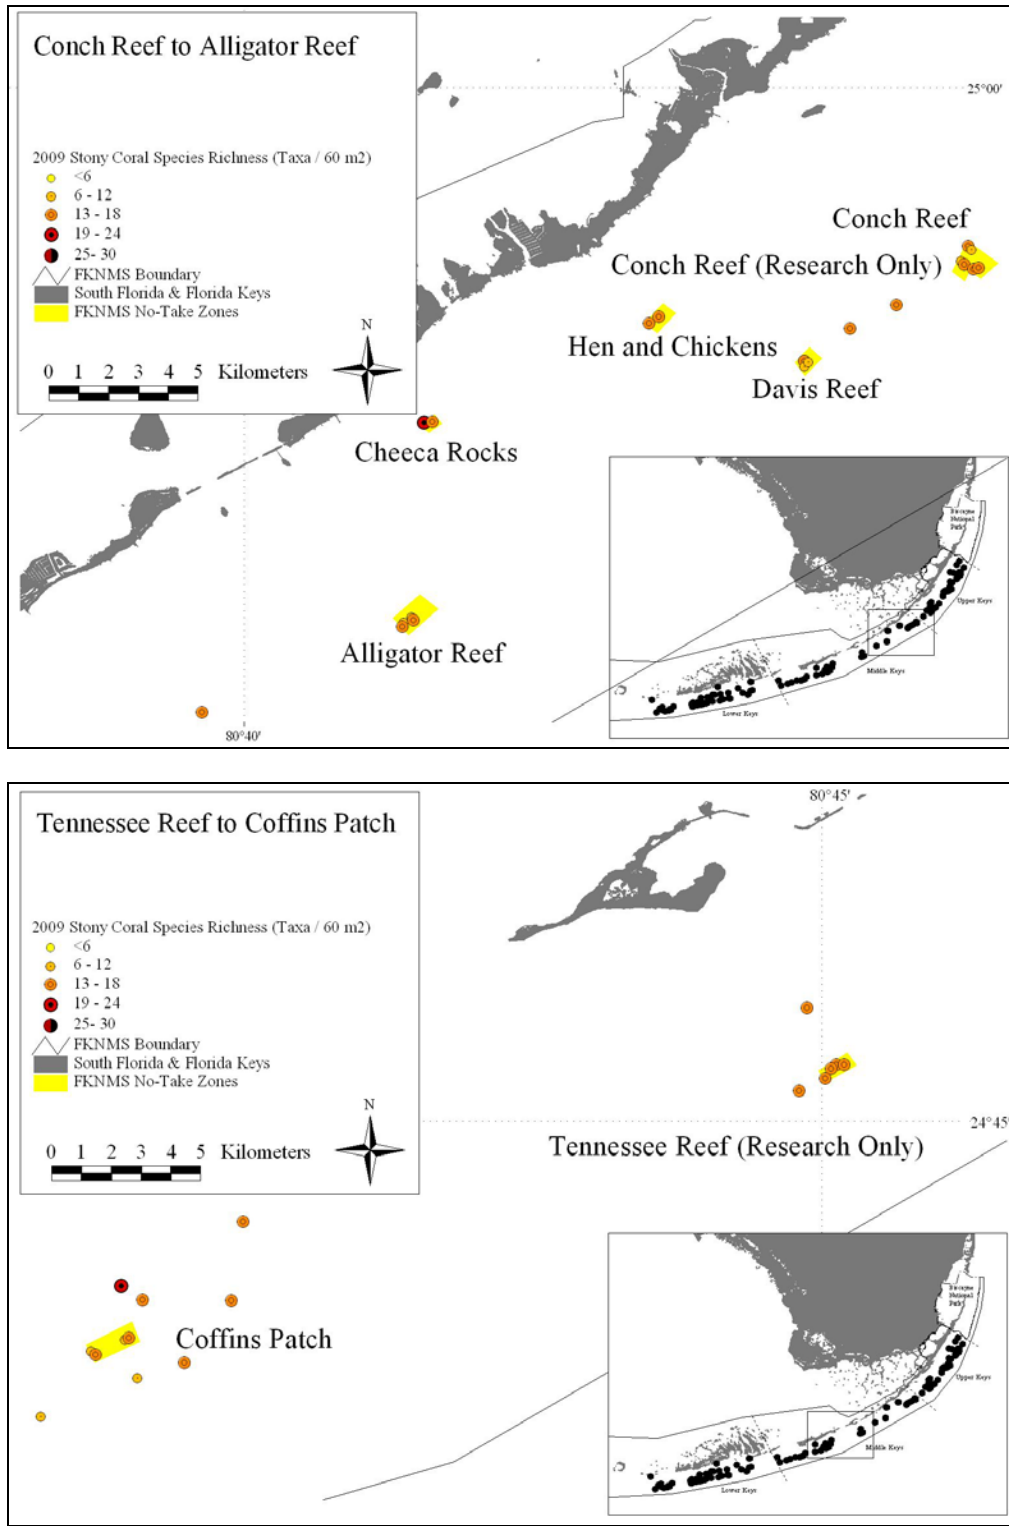 Conch Reef to Alligator Reef
2009 Stony Coral Species Richness (Taxa / 60 m2)
<6
6 - 12
13 - 18
19 - 24
25- 30
FKNMS Boundary
South Florida & Florida Keys
FKNMS No-Take Zones
0 1 2 3 4 5 Kilometers
N
25°00'
Conch Reef
Conch Reef (Research Only)
Hen and Chickens
Davis Reef
Cheeca Rocks
Alligator Reef
80°40'
Biscayne
National
Park
Upper Keys
Middle Keys
Lower Keys
Tennessee Reef to Coffins Patch
2009 Stony Coral Species Richness (Taxa / 60 m2)
<6
6 - 12
13 - 18
19 - 24
25- 30
FKNMS Boundary
South Florida & Florida Keys
FKNMS No-Take Zones
0 1 2 3 4 5 Kilometers
N
80°45'
24°45'
Tennessee Reef (Research Only)
Coffins Patch
Biscayne
National
Park
Upper Keys
Middle Keys
Lower Keys